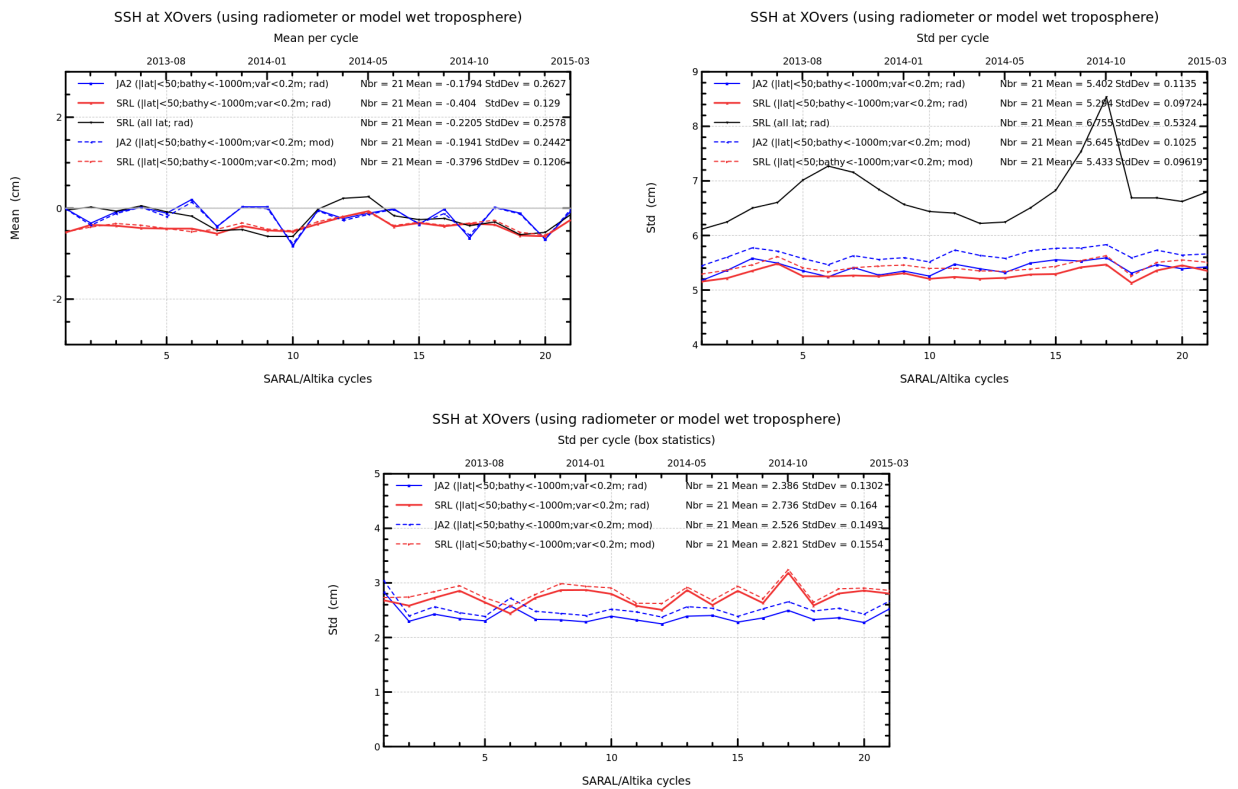 SSH at XOvers (using radiometer or model wet troposphere)
Mean per cycle
2013-08 2014-01 2014-05 2014-10 2015-03
JA2 (|lat|<50;bathy<-1000m;var<0.2m; rad) Nbr = 21 Mean = -0.1794 StdDev = 0.2627
SRL (|lat|<50;bathy<-1000m;var<0.2m; rad) Nbr = 21 Mean = -0.404 StdDev = 0.129
SRL (all lat; rad) Nbr = 21 Mean = -0.2205 StdDev = 0.2578
JA2 (|lat|<50;bathy<-1000m;var<0.2m; mod) Nbr = 21 Mean = -0.1941 StdDev = 0.2442
SRL (|lat|<50;bathy<-1000m;var<0.2m; mod) Nbr = 21 Mean = -0.3796 StdDev = 0.1206
2
0
-2
Mean (cm)
5 10 15 20
SARAL/Altika cycles
SSH at XOvers (using radiometer or model wet troposphere)
Std per cycle
2013-08 2014-01 2014-05 2014-10 2015-03
JA2 (|lat|<50;bathy<-1000m;var<0.2m; rad) Nbr = 21 Mean = 5.402 StdDev = 0.1135
SRL (|lat|<50;bathy<-1000m;var<0.2m; rad) Nbr = 21 Mean = 5.294 StdDev = 0.09724
SRL (all lat; rad) Nbr = 21 Mean = 6.755 StdDev = 0.5324
JA2 (|lat|<50;bathy<-1000m;var<0.2m; mod) Nbr = 21 Mean = 5.645 StdDev = 0.1025
SRL (|lat|<50;bathy<-1000m;var<0.2m; mod) Nbr = 21 Mean = 5.433 StdDev = 0.09619
9
8
7
6
5
4
Std (cm)
5 10 15 20
SARAL/Altika cycles
SSH at XOvers (using radiometer or model wet troposphere)
Std per cycle (box statistics)
2013-08 2014-01 2014-05 2014-10 2015-03
JA2 (|lat|<50;bathy<-1000m;var<0.2m; rad) Nbr = 21 Mean = 2.386 StdDev = 0.1302
SRL (|lat|<50;bathy<-1000m;var<0.2m; rad) Nbr = 21 Mean = 2.736 StdDev = 0.164
JA2 (|lat|<50;bathy<-1000m;var<0.2m; mod) Nbr = 21 Mean = 2.526 StdDev = 0.1493
SRL (|lat|<50;bathy<-1000m;var<0.2m; mod) Nbr = 21 Mean = 2.821 StdDev = 0.1554
5
4
3
2
1
0
Std (cm)
5 10 15 20
SARAL/Altika cycles